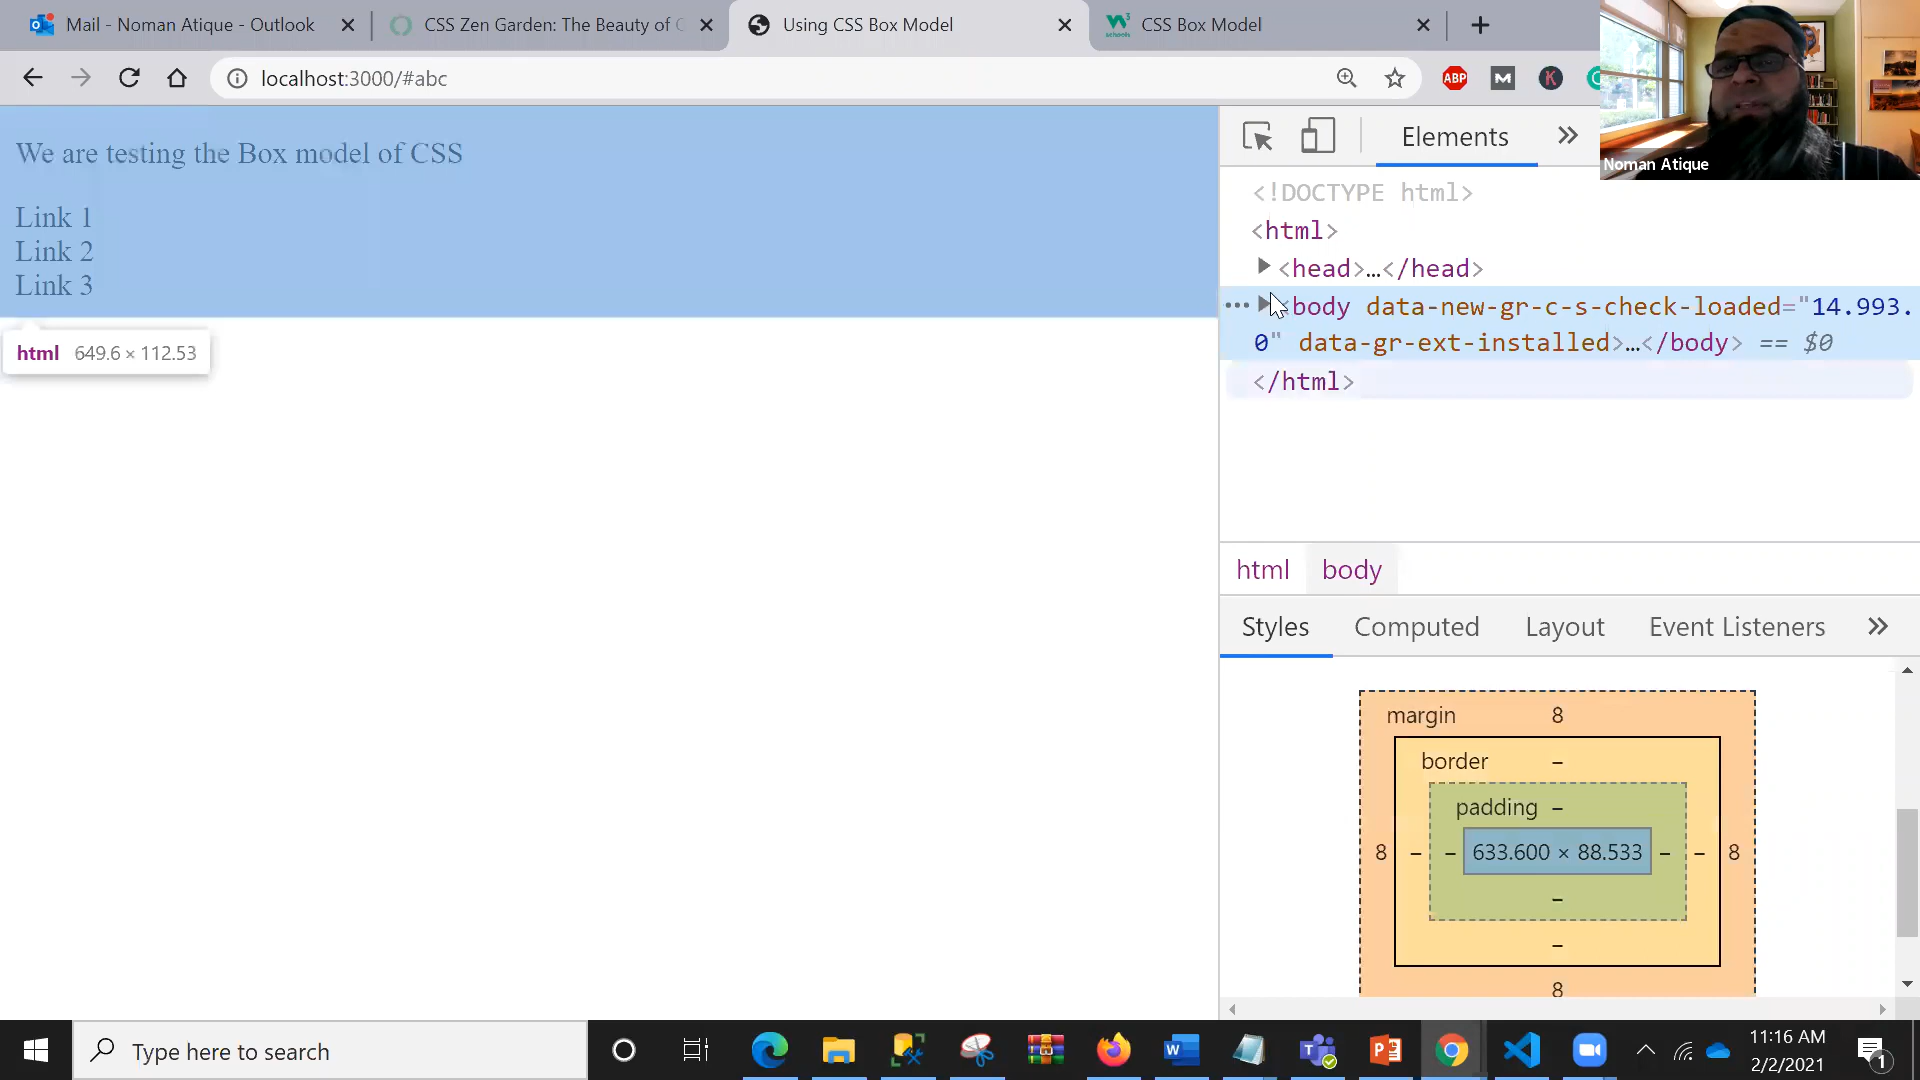 Mail - Noman Atique - Outlook
CSS Zen Garden: The Beauty of C
Using CSS Box Model
w3 schools
CSS Box Model
localhost:3000/#abc
ABP
M
K
Noman Atique
We are testing the Box model of CSS
Link 1
Link 2
Link 3
html 649.6 × 112.53
Elements
<!DOCTYPE html>
<html>
<head>…</head>
<body data-new-gr-c-s-check-loaded="14.993.
0" data-gr-ext-installed>…</body> == $0
</html>
html body
Styles Computed Layout Event Listeners
margin 8
border –
padding –
8 – – 633.600 × 88.533 – – 8
–
–
8
Type here to search
11:16 AM
2/2/2021
1